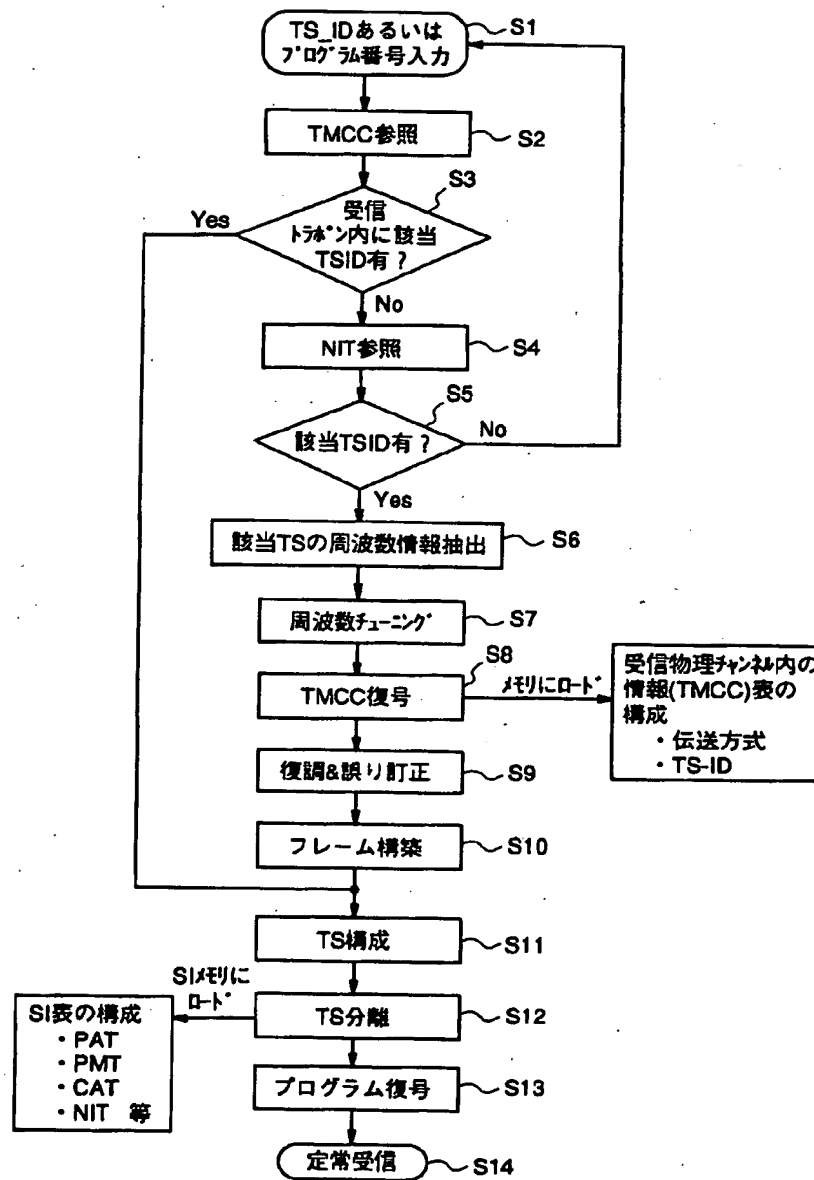 TS_IDあるいは
プログラム番号入力
S1
TMCC参照
S2
S3
受信
トラポン内に該当
TSID有?
Yes
No
NIT参照
S4
S5
該当TSID有?
No
Yes
該当TSの周波数情報抽出
S6
周波数チューニング
S7
S8
TMCC復号
メモリにロード
受信物理チャンネル内の
情報(TMCC)表の
構成
・伝送方式
・TS-ID
復調&誤り訂正
S9
フレーム構築
S10
TS構成
S11
SIメモリに
ロード
SI表の構成
・PAT
・PMT
・CAT
・NIT 等
TS分離
S12
プログラム復号
S13
定常受信
S14